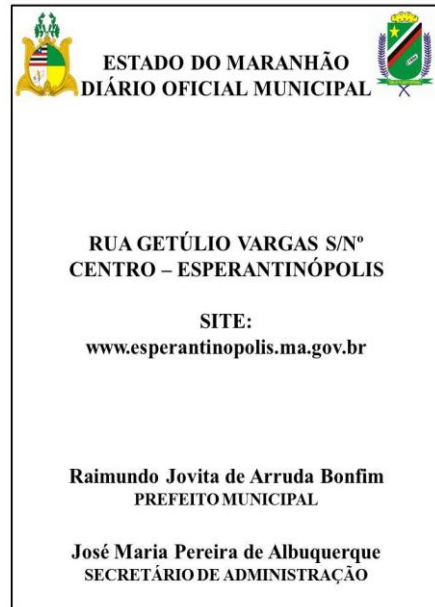 ESTADO DO MARANHÃO
DIÁRIO OFICIAL MUNICIPAL
RUA GETÚLIO VARGAS S/Nº
CENTRO – ESPERANTINÓPOLIS
SITE:
www.esperantinopolis.ma.gov.br
Raimundo Jovita de Arruda Bonfim
PREFEITO MUNICIPAL
José Maria Pereira de Albuquerque
SECRETÁRIO DE ADMINISTRAÇÃO